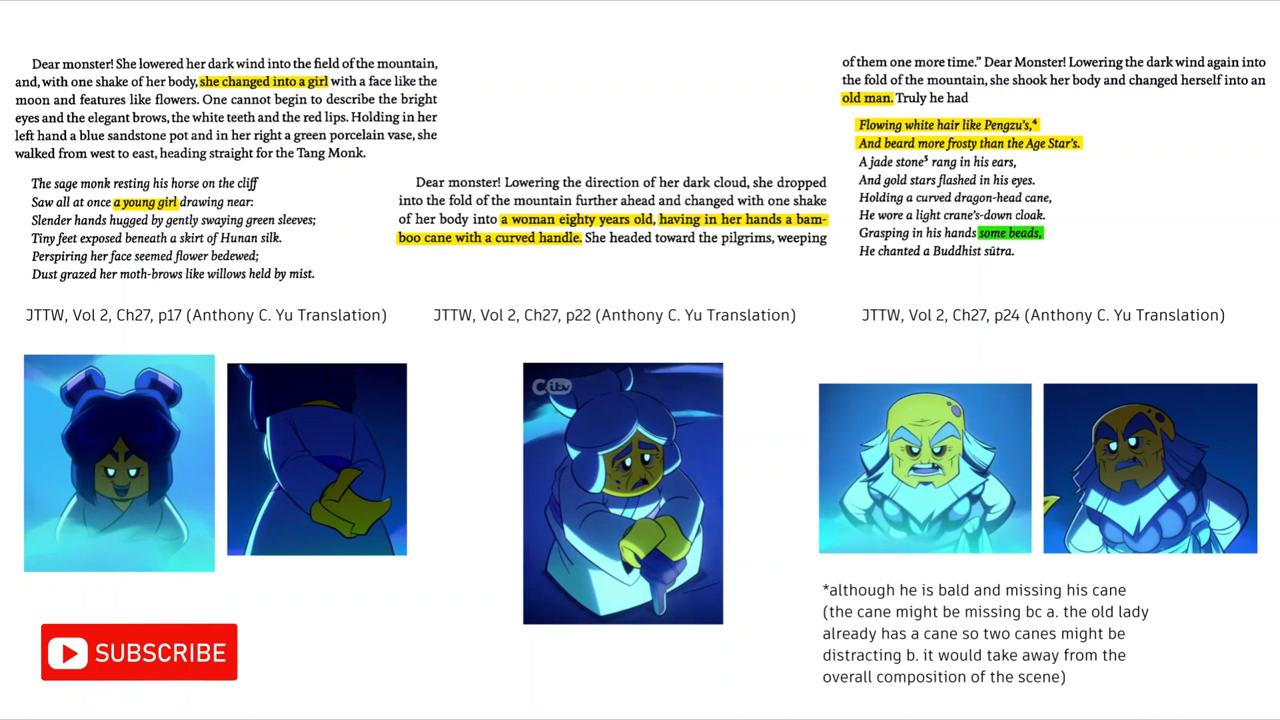 Dear monster! She lowered her dark wind into the field of the mountain,
and, with one shake of her body, she changed into a girl with a face like the
moon and features like flowers. One cannot begin to describe the bright
eyes and the elegant brows, the white teeth and the red lips. Holding in her
left hand a blue sandstone pot and in her right a green porcelain vase, she
walked from west to east, heading straight for the Tang Monk.
The sage monk resting his horse on the cliff
Saw all at once a young girl drawing near:
Slender hands hugged by gently swaying green sleeves;
Tiny feet exposed beneath a skirt of Hunan silk.
Perspiring her face seemed flower bedewed;
Dust grazed her moth-brows like willows held by mist.
JTTW, Vol 2, Ch27, p17 (Anthony C. Yu Translation)
Dear monster! Lowering the direction of her dark cloud, she dropped
into the fold of the mountain further ahead and changed with one shake
of her body into a woman eighty years old, having in her hands a bam-
boo cane with a curved handle. She headed toward the pilgrims, weeping
JTTW, Vol 2, Ch27, p22 (Anthony C. Yu Translation)
of them one more time.” Dear Monster! Lowering the dark wind again into
the fold of the mountain, she shook her body and changed herself into an
old man. Truly he had
Flowing white hair like Pengzu’s,⁴
And beard more frosty than the Age Star’s.
A jade stone⁵ rang in his ears,
And gold stars flashed in his eyes.
Holding a curved dragon-head cane,
He wore a light crane’s-down cloak.
Grasping in his hands some beads,
He chanted a Buddhist sūtra.
JTTW, Vol 2, Ch27, p24 (Anthony C. Yu Translation)
citv
*although he is bald and missing his cane
(the cane might be missing bc a. the old lady
already has a cane so two canes might be
distracting b. it would take away from the
overall composition of the scene)
SUBSCRIBE